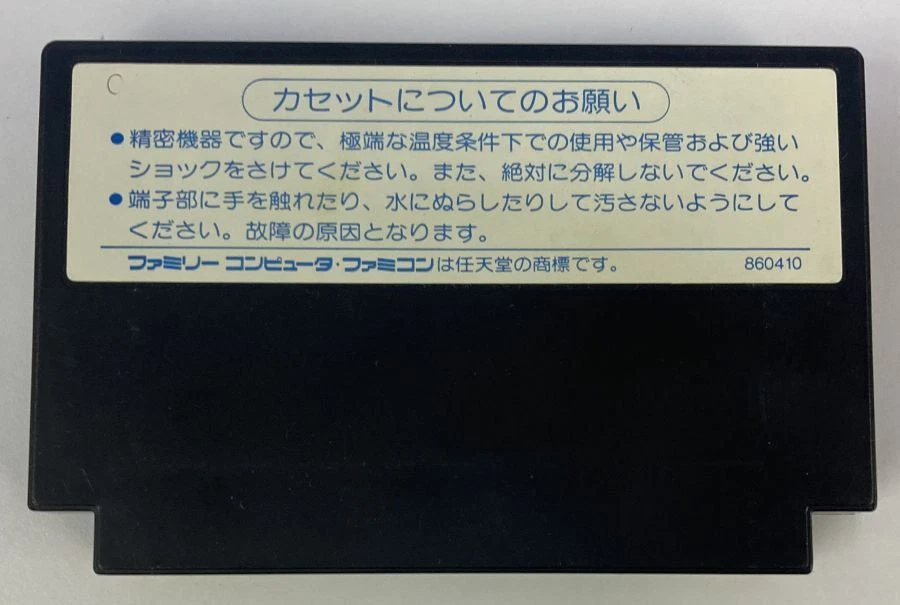 カセットについてのお願い
●精密機器ですので、極端な温度条件下での使用や保管および強い
ショックをさけてください。また、絶対に分解しないでください。
●端子部に手を触れたり、水にぬらしたりして汚さないようにして
ください。故障の原因となります。
ファミリー コンピュータ・ファミコンは任天堂の商標です。 860410